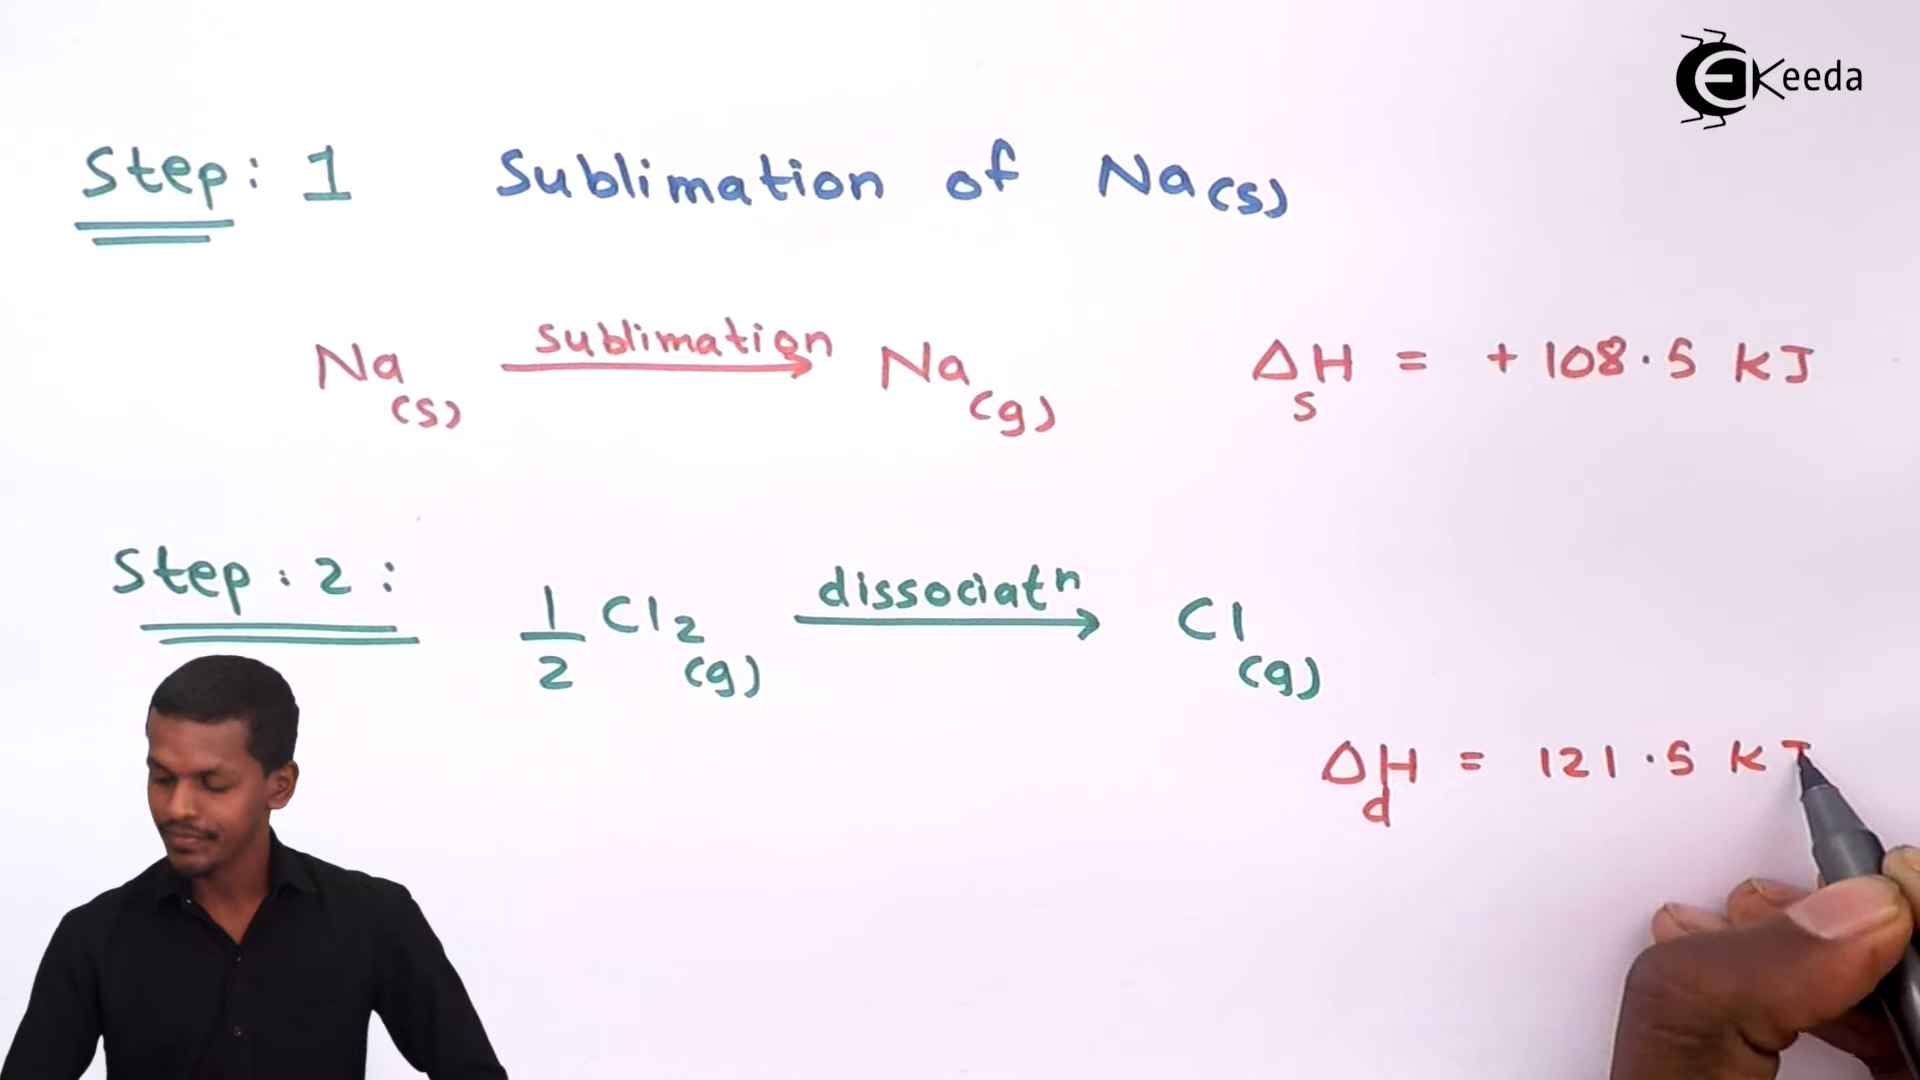 eKeeda
Step: 1 Sublimation of Na(s)
Na(s) sublimation → Na(g) ΔsH = + 108.5 kJ
Step: 2: 1/2 Cl2(g) dissociatn → Cl(g)
ΔdH = 121.5 kJ